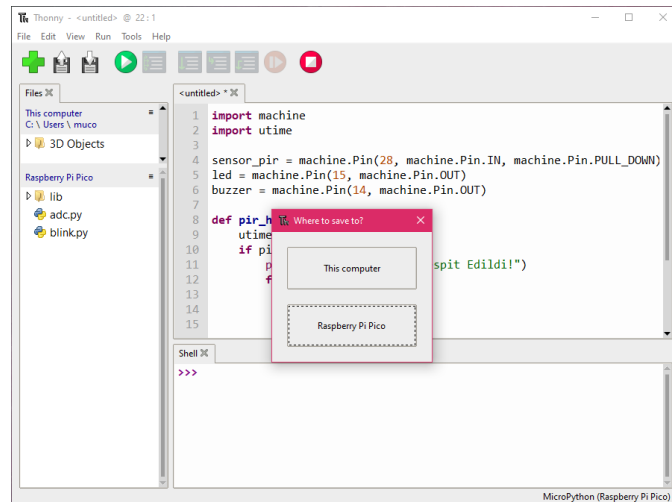 Thonny - <untitled> @ 22 : 1
File Edit View Run Tools Help
Files
This computer
C: \ Users \ muco
3D Objects
Raspberry Pi Pico
lib
adc.py
blink.py
<untitled> *
1 import machine
2 import utime
3
4 sensor_pir = machine.Pin(28, machine.Pin.IN, machine.Pin.PULL_DOWN)
5 led = machine.Pin(15, machine.Pin.OUT)
6 buzzer = machine.Pin(14, machine.Pin.OUT)
7
8 def pir_h
9 utime
10 if pi
11 p spit Edildi!")
12 f
13
14
15
Where to save to?
This computer
Raspberry Pi Pico
Shell
>>>
MicroPython (Raspberry Pi Pico)